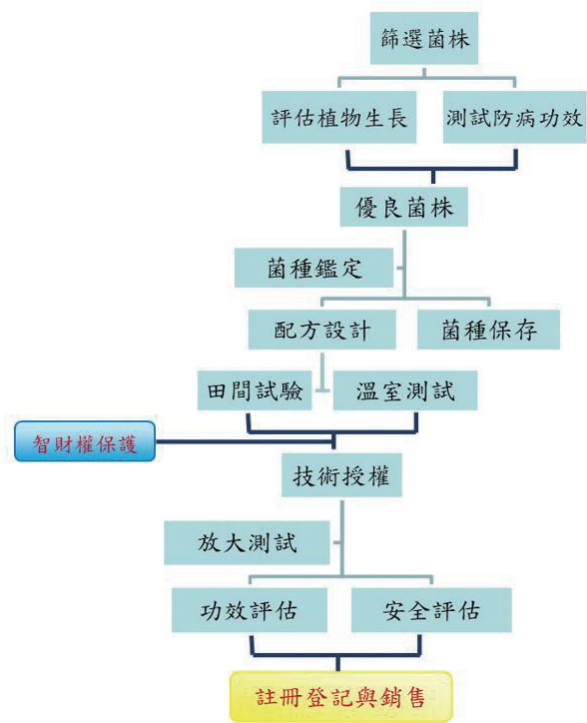 篩選菌株
評估植物生長
測試防病功效
優良菌株
菌種鑑定
配方設計
菌種保存
田間試驗
溫室測試
智財權保護
技術授權
放大測試
功效評估
安全評估
註冊登記與銷售